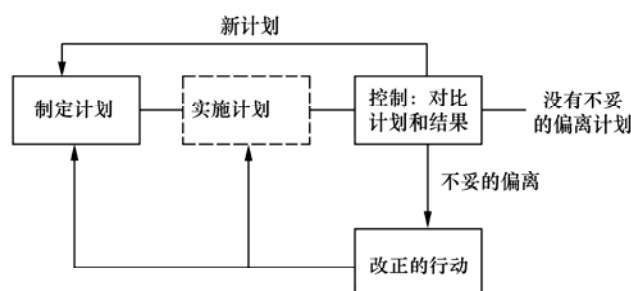 新计划
制定计划
实施计划
控制：对比
计划和结果
没有不妥
的偏离计划
不妥的偏离
改正的行动